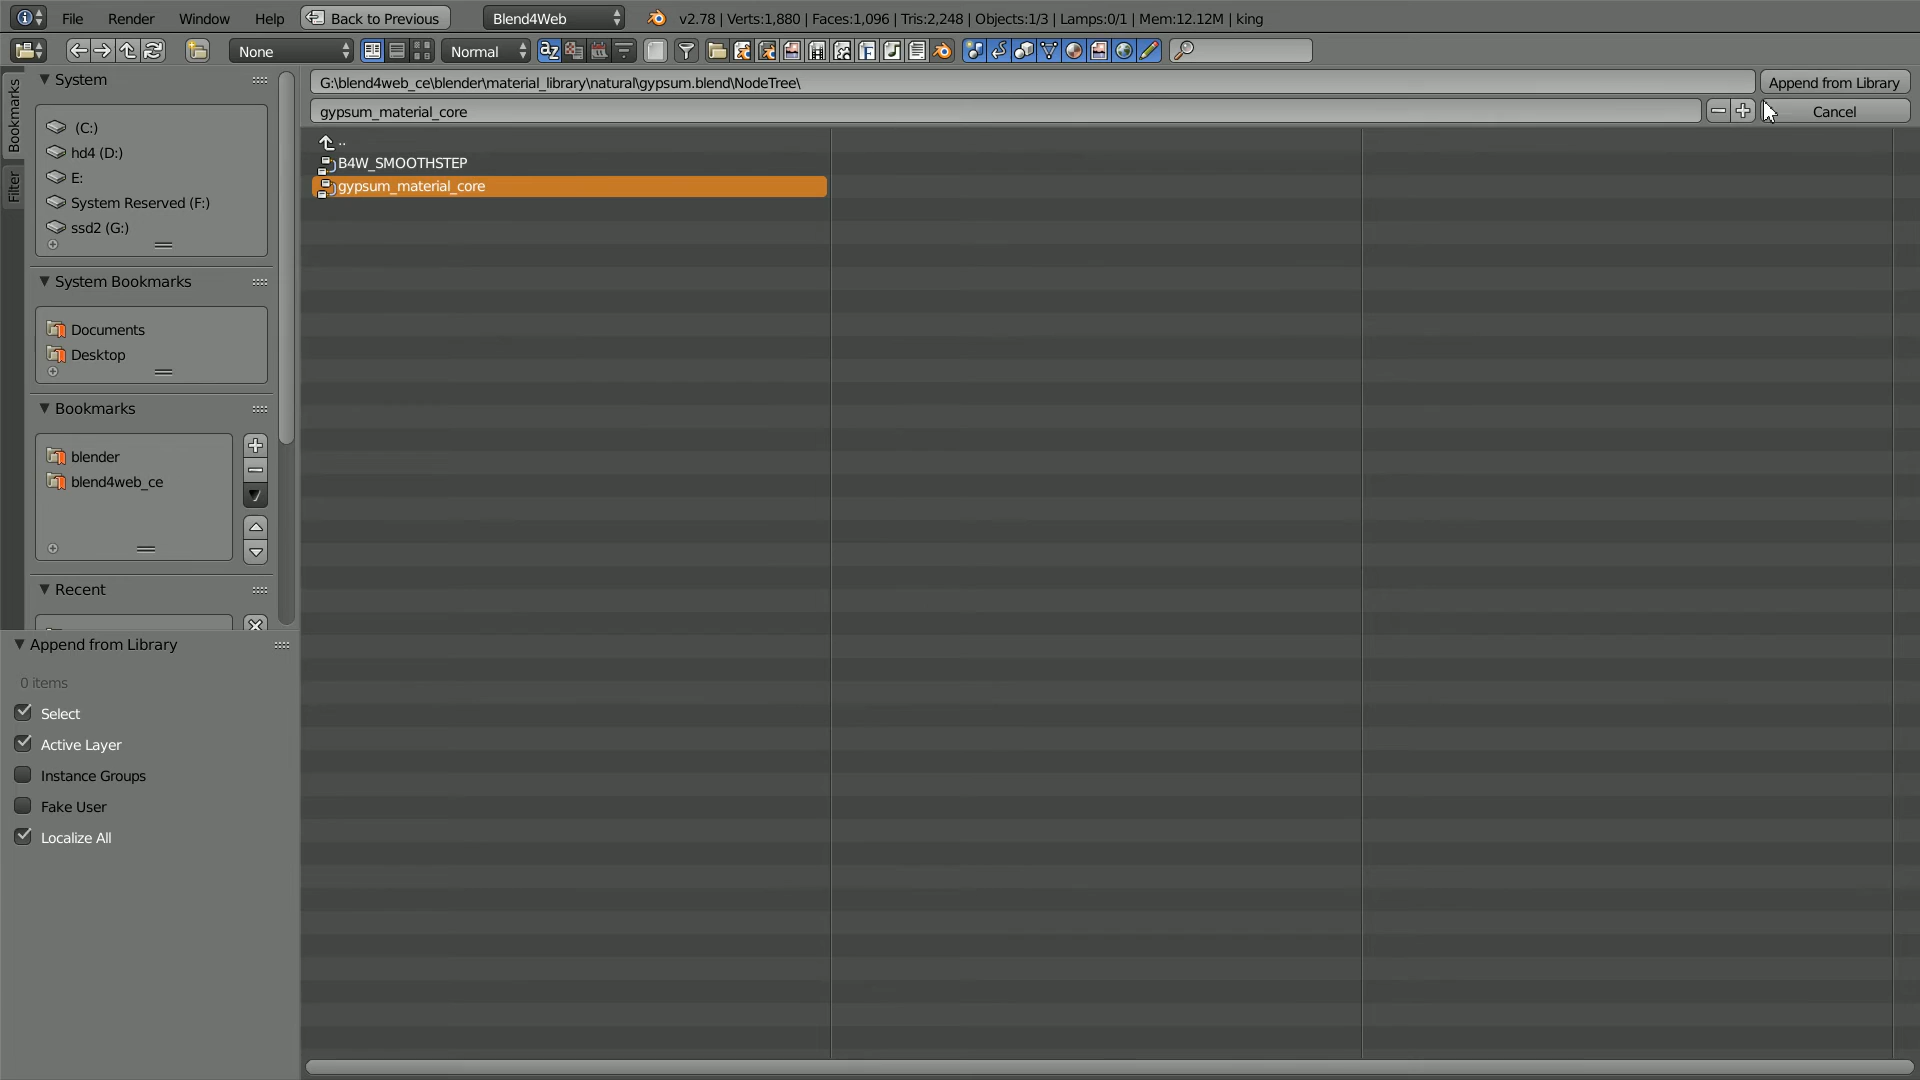 File Render Window Help Back to Previous Blend4Web v2.78 | Verts:1,880 | Faces:1,096 | Tris:2,248 | Objects:1/3 | Lamps:0/1 | Mem:12.12M | king
None Normal
System
G:\blend4web_ce\blender\material_library\natural\gypsum.blend\NodeTree\ Append from Library
gypsum_material_core Cancel
Bookmarks
Filter
(C:)
hd4 (D:)
E:
System Reserved (F:)
ssd2 (G:)
..
B4W_SMOOTHSTEP
gypsum_material_core
System Bookmarks
Documents
Desktop
Bookmarks
blender
blend4web_ce
Recent
Append from Library
0 items
Select
Active Layer
Instance Groups
Fake User
Localize All